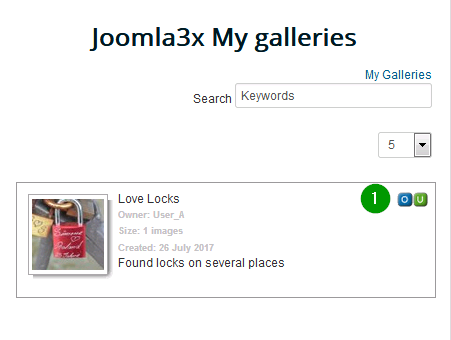 Joomla3x My galleries
My Galleries
Search Keywords
5
Love Locks 1 O U
Owner: User_A
Size: 1 images
Created: 26 July 2017
Found locks on several places